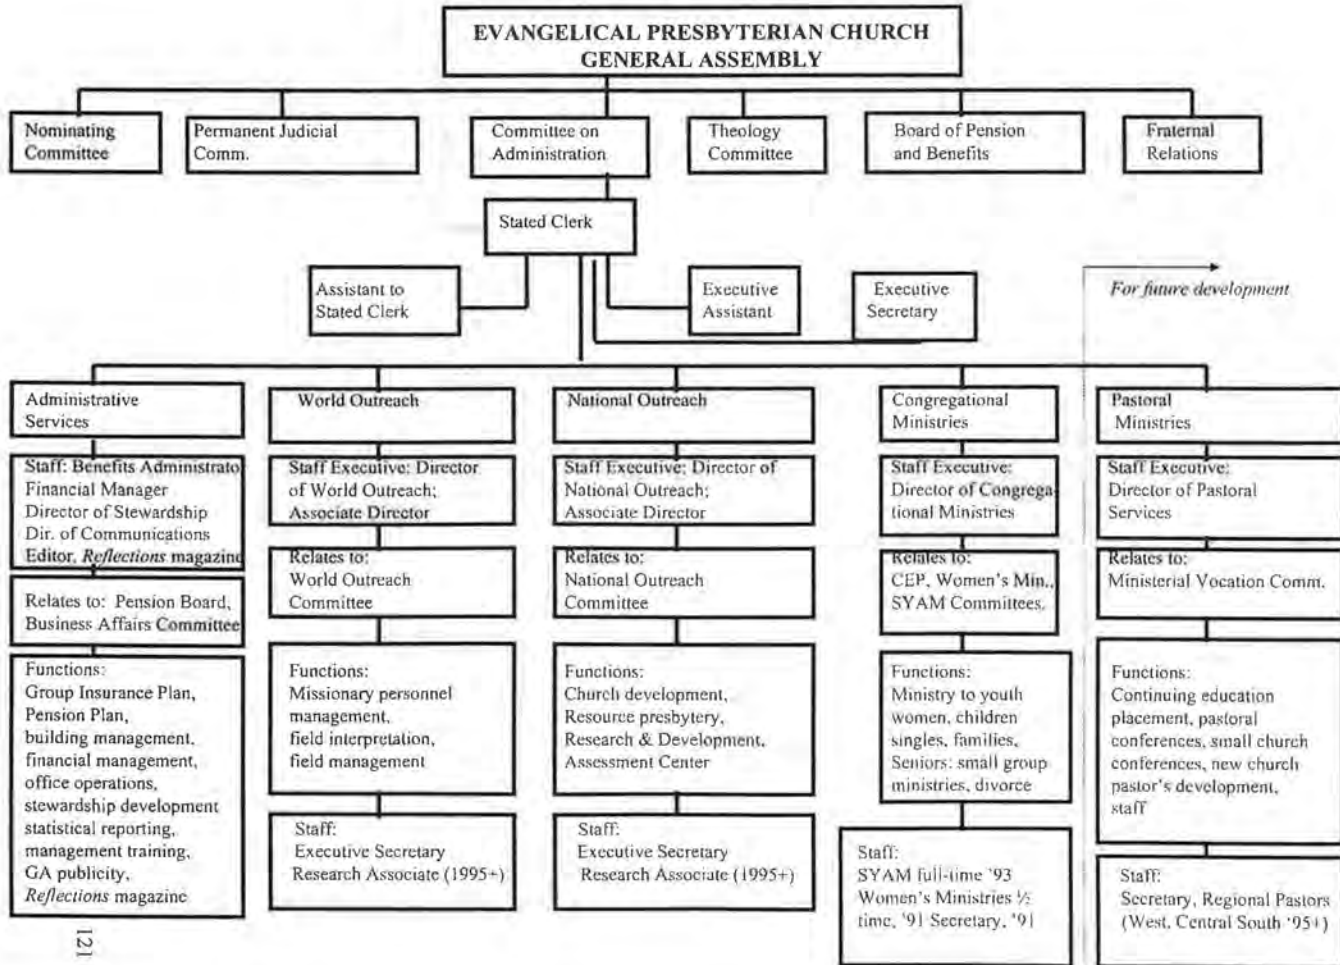 EVANGELICAL PRESBYTERIAN CHURCH
GENERAL ASSEMBLY
Nominating
Committee
Permanent Judicial
Comm.
Committee on
Administration
Theology
Committee
Board of Pension
and Benefits
Fraternal
Relations
Stated Clerk
Assistant to
Stated Clerk
Executive
Assistant
Executive
Secretary
For future development
Administrative
Services
Staff: Benefits Administrato
Financial Manager
Director of Stewardship
Dir. of Communications
Editor, Reflections magazine
Relates to: Pension Board,
Business Affairs Committee
Functions:
Group Insurance Plan,
Pension Plan,
building management,
financial management,
office operations,
stewardship development
statistical reporting,
management training,
GA publicity,
Reflections magazine
World Outreach
Staff Executive: Director
of World Outreach;
Associate Director
Relates to:
World Outreach
Committee
Functions:
Missionary personnel
management,
field interpretation,
field management
Staff:
Executive Secretary
Research Associate (1995+)
National Outreach
Staff Executive: Director of
National Outreach;
Associate Director
Relates to:
National Outreach
Committee
Functions:
Church development,
Resource presbytery,
Research & Development,
Assessment Center
Staff:
Executive Secretary
Research Associate (1995+)
Congregational
Ministries
Staff Executive:
Director of Congrega-
tional Ministries
Relates to:
CEP, Women's Min.,
SYAM Committees.
Functions:
Ministry to youth
women, children
singles, families,
Seniors: small group
ministries, divorce
Staff:
SYAM full-time '93
Women's Ministries ½
time, '91 Secretary, '91
Pastoral
Ministries
Staff Executive:
Director of Pastoral
Services
Relates to:
Ministerial Vocation Comm.
Functions:
Continuing education
placement, pastoral
conferences, small church
conferences, new church
pastor's development,
staff
Staff:
Secretary, Regional Pastors
(West, Central South '95+)
121